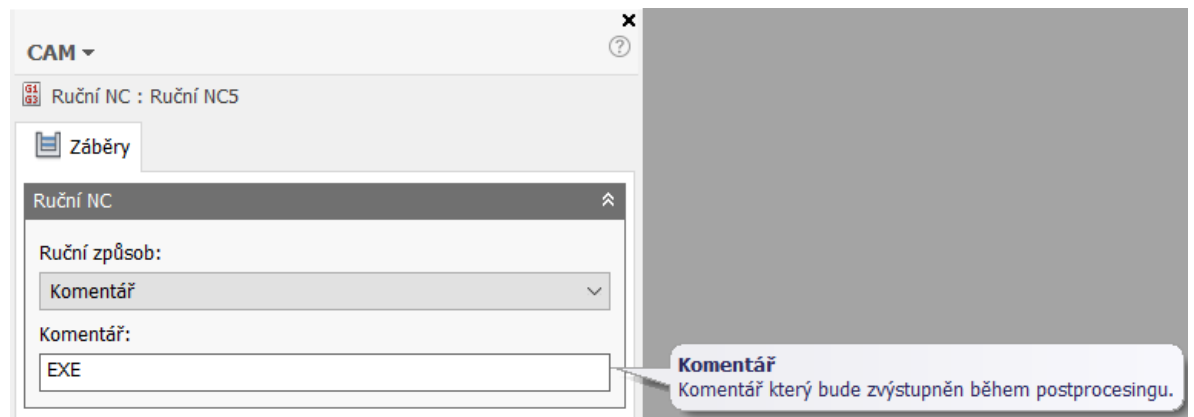 CAM
Ruční NC : Ruční NC5
Záběry
Ruční NC
Ruční způsob:
Komentář
Komentář:
EXE
Komentář
Komentář který bude zvýstupněn během postprocesingu.